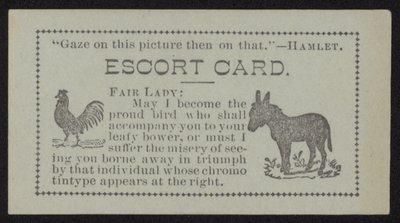 "Gaze on this picture then on that."—HAMLET.
ESCORT CARD.
FAIR LADY:
May I become the
proud bird who shall
accompany you to your
leafy bower, or must I
suffer the misery of see-
ing you borne away in triumph
by that individual whose chromo
tintype appears at the right.